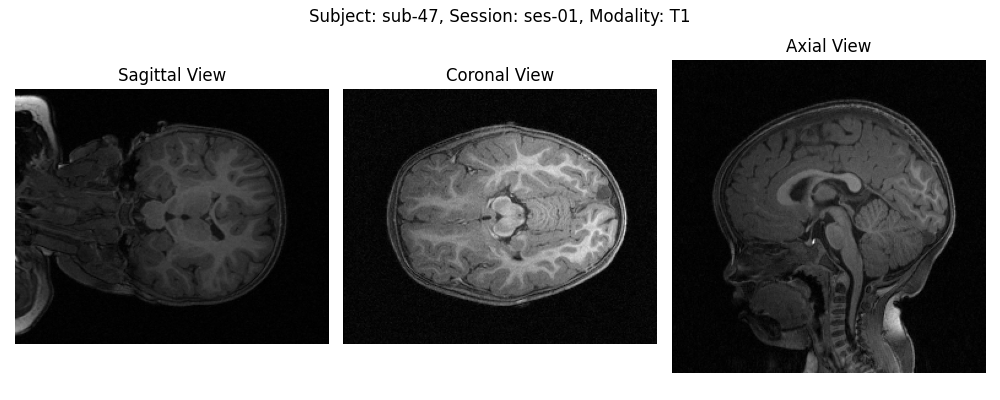 Subject: sub-47, Session: ses-01, Modality: T1
Sagittal View
Coronal View
Axial View